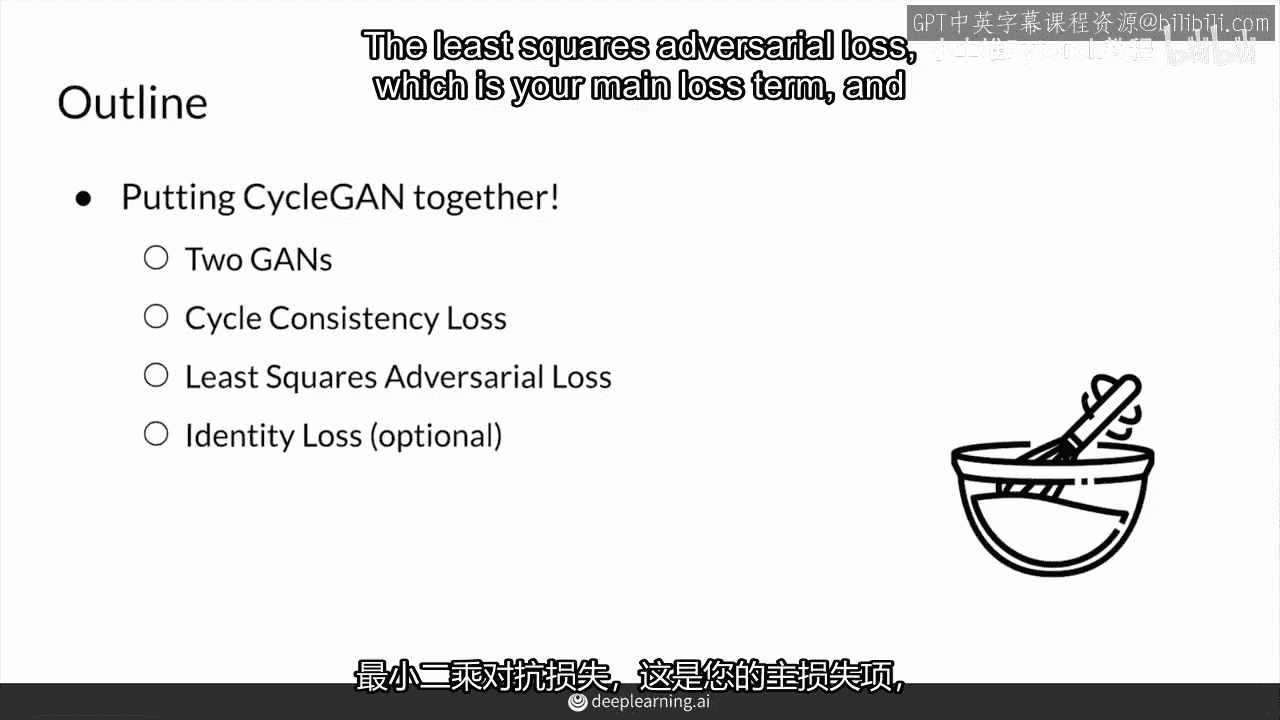 GPT中英字幕课程资源@bilibili.com
The least squares adversarial loss,
which is your main loss term, and
Outline
Putting CycleGAN together!
Two GANs
Cycle Consistency Loss
Least Squares Adversarial Loss
Identity Loss (optional)
最小二乘对抗损失，这是您的主损失项，
deeplearning.ai